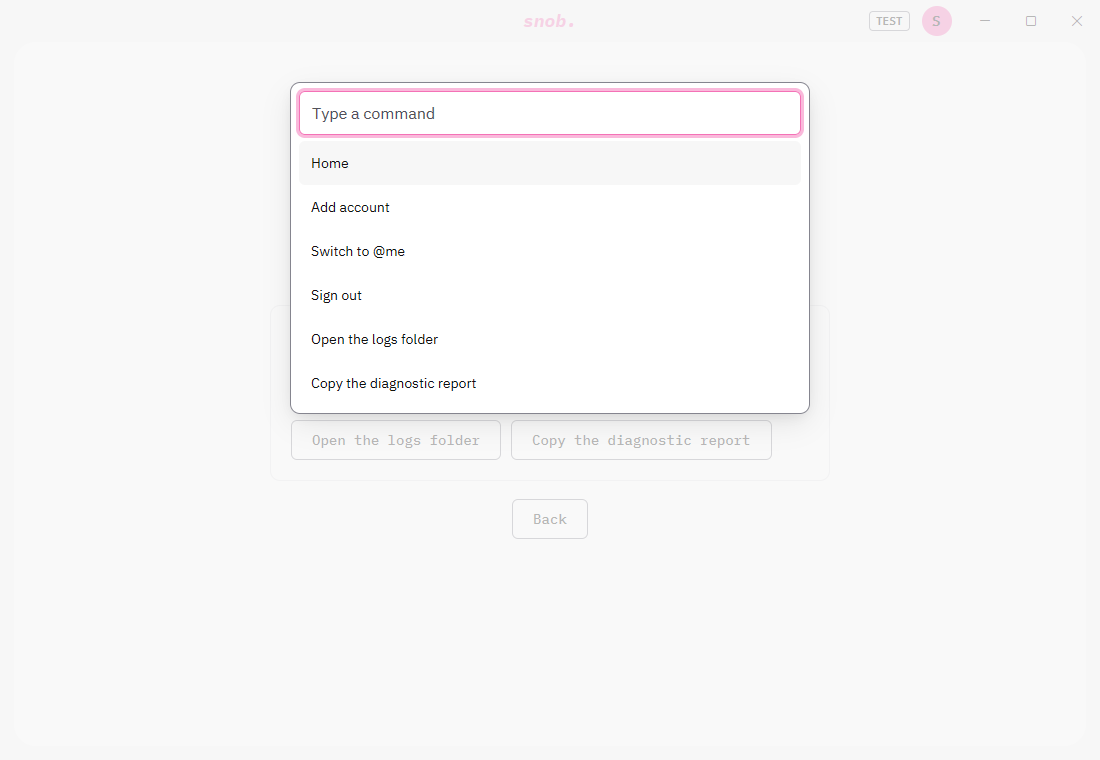 snob.
TEST
S
Type a command
Home
Add account
Switch to @me
Sign out
Open the logs folder
Copy the diagnostic report
Open the logs folder
Copy the diagnostic report
Back